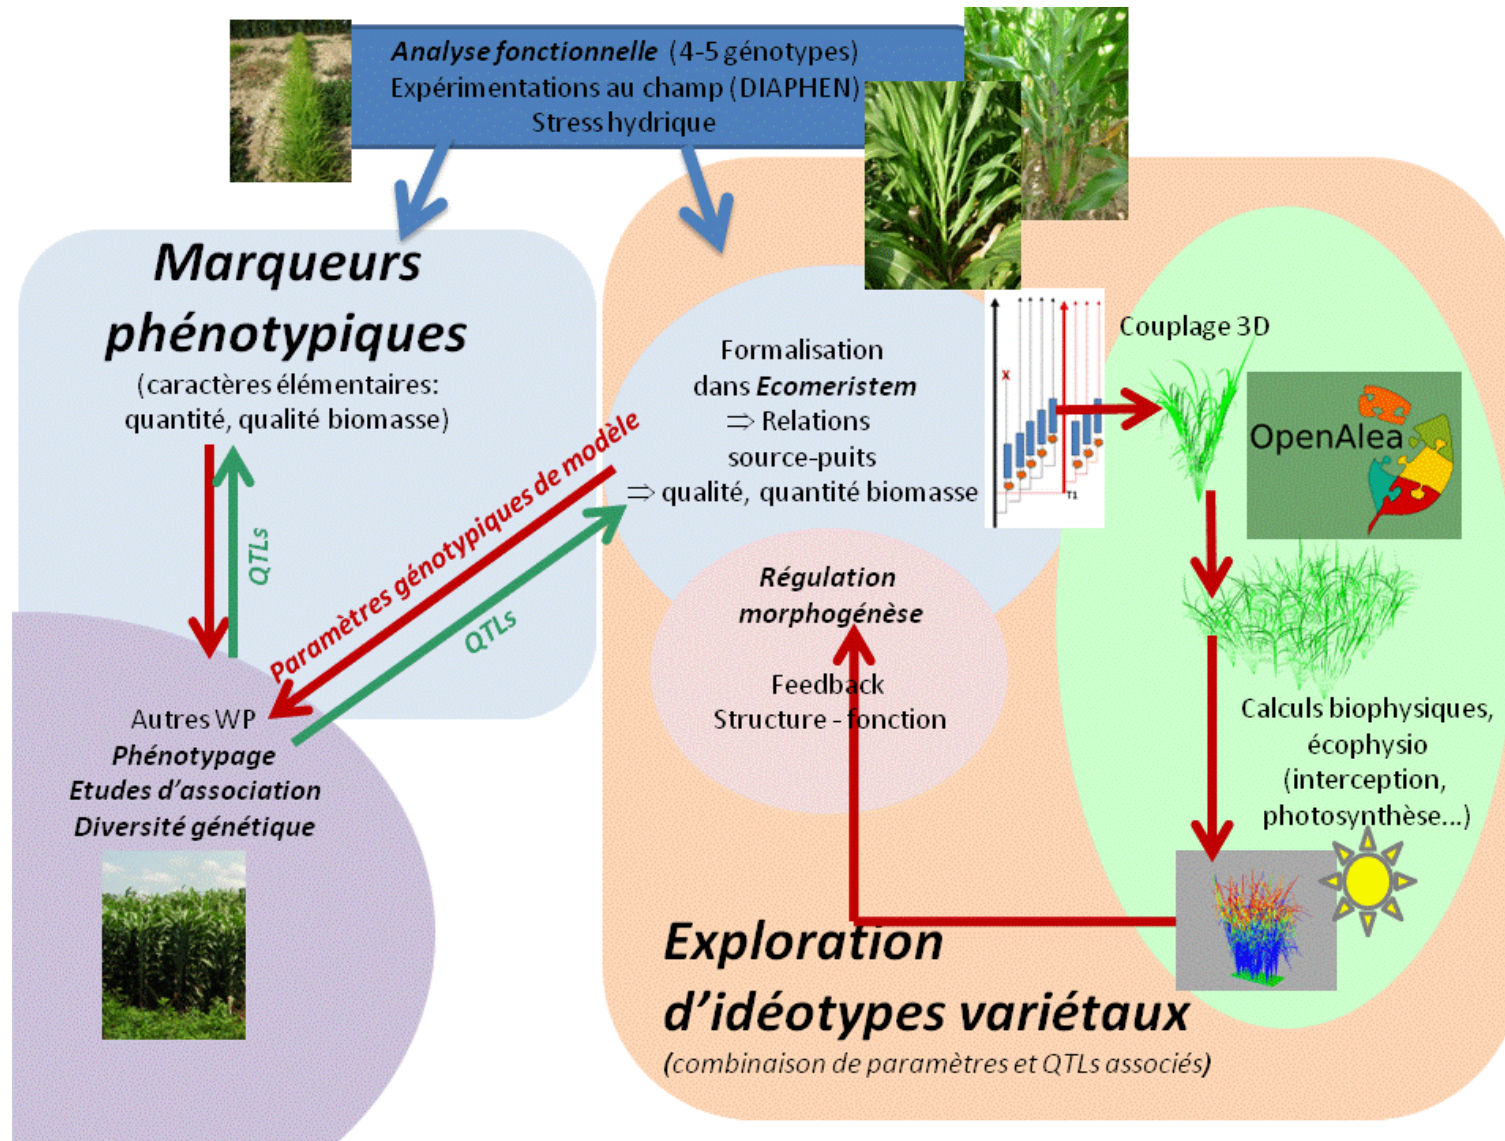 Analyse fonctionnelle (4-5 génotypes)
Expérimentations au champ (DIAPHEN)
Stress hydrique
Marqueurs
phénotypiques
(caractères élémentaires:
quantité, qualité biomasse)
QTLs
Paramètres génotypiques de modèle
QTLs
Autres WP
Phénotypage
Etudes d'association
Diversité génétique
Formalisation
dans Ecomeristem
⇒ Relations
source-puits
⇒ qualité, quantité biomasse
X
T1
Régulation
morphogénèse
Feedback
Structure - fonction
Couplage 3D
OpenAlea
Calculs biophysiques,
écophysio
(interception,
photosynthèse...)
Exploration
d'idéotypes variétaux
(combinaison de paramètres et QTLs associés)